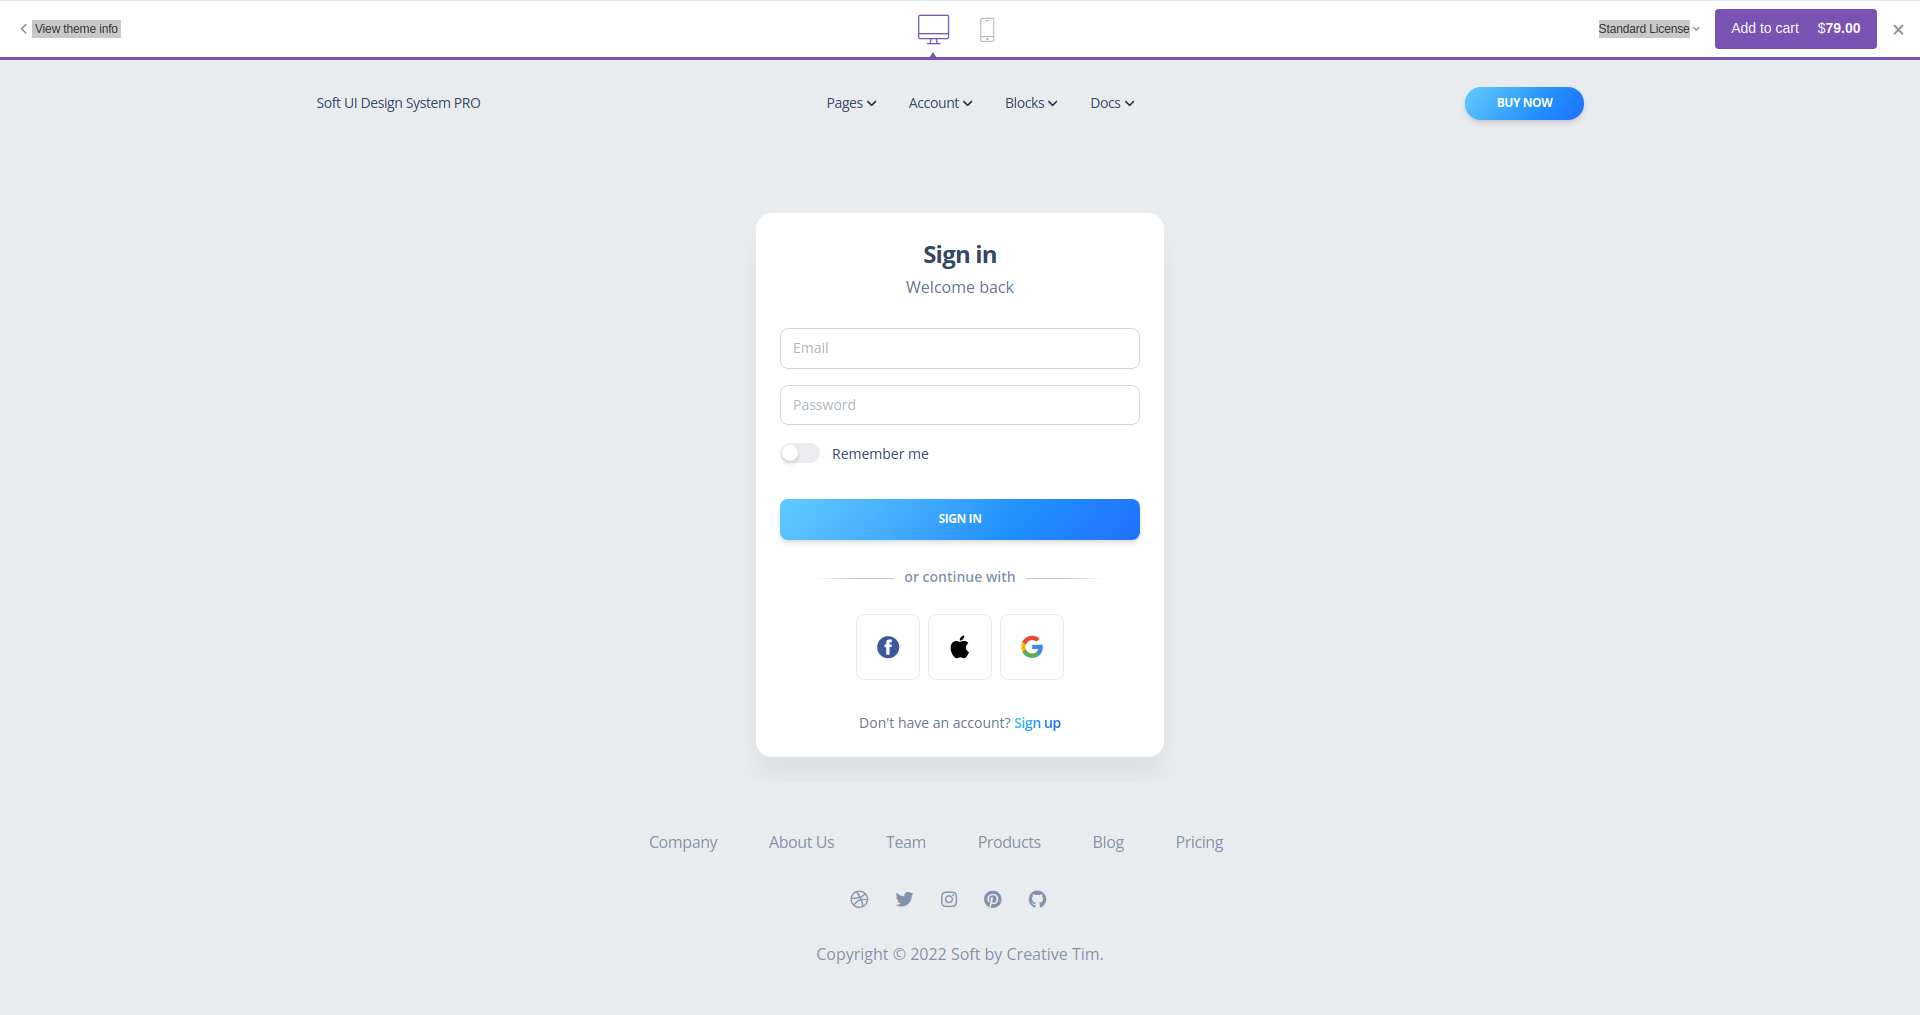 View theme info
Standard License
Add to cart $79.00
Soft UI Design System PRO
Pages
Account
Blocks
Docs
BUY NOW
Sign in
Welcome back
Email
Password
Remember me
SIGN IN
or continue with
Don't have an account? Sign up
Company
About Us
Team
Products
Blog
Pricing
Copyright © 2022 Soft by Creative Tim.